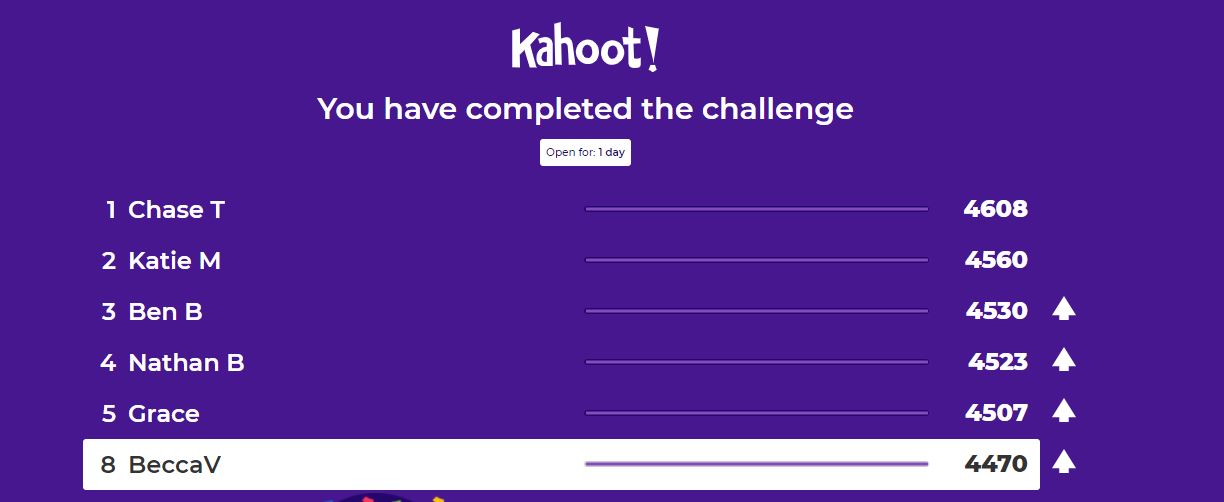 Kahoot!
You have completed the challenge
Open for: 1 day
1 Chase T 4608
2 Katie M 4560
3 Ben B 4530
4 Nathan B 4523
5 Grace 4507
8 BeccaV 4470